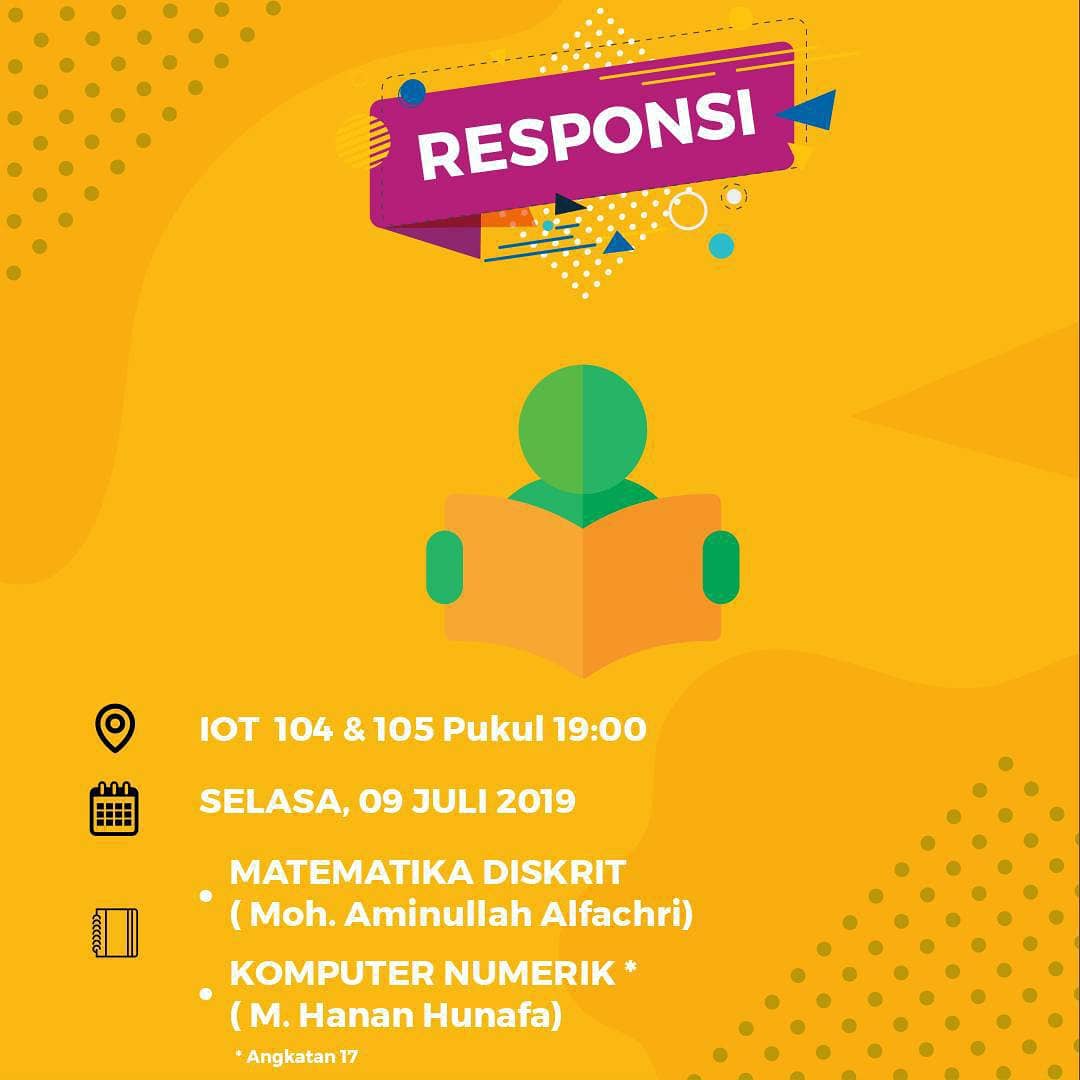 RESPONSI
IOT 104 & 105 Pukul 19:00
SELASA, 09 JULI 2019
• MATEMATIKA DISKRIT
( Moh. Aminullah Alfachri)
• KOMPUTER NUMERIK *
( M. Hanan Hunafa)
* Angkatan 17